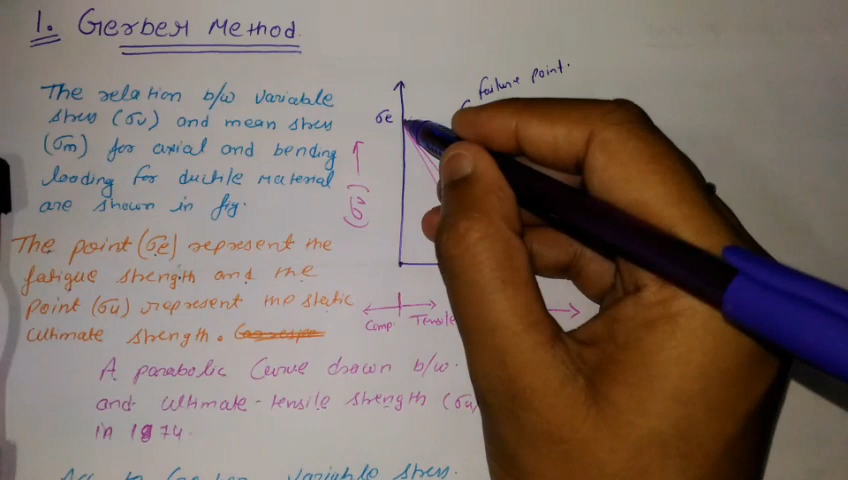 1. Gerber Method.
The relation b/w variable
stress (σv) and mean stress
(σm) for axial and bending
loading for ductile material
are shown in fig.
The point (σe) represent the
fatigue strength and the
point (σu) represent the static
ultimate strength.
A parabolic Curve drawn b/w.
and ultimate-tensile strength (σu
in 1874.
variable stress.
failure point.
σe
(σv)
Comp
Tensile